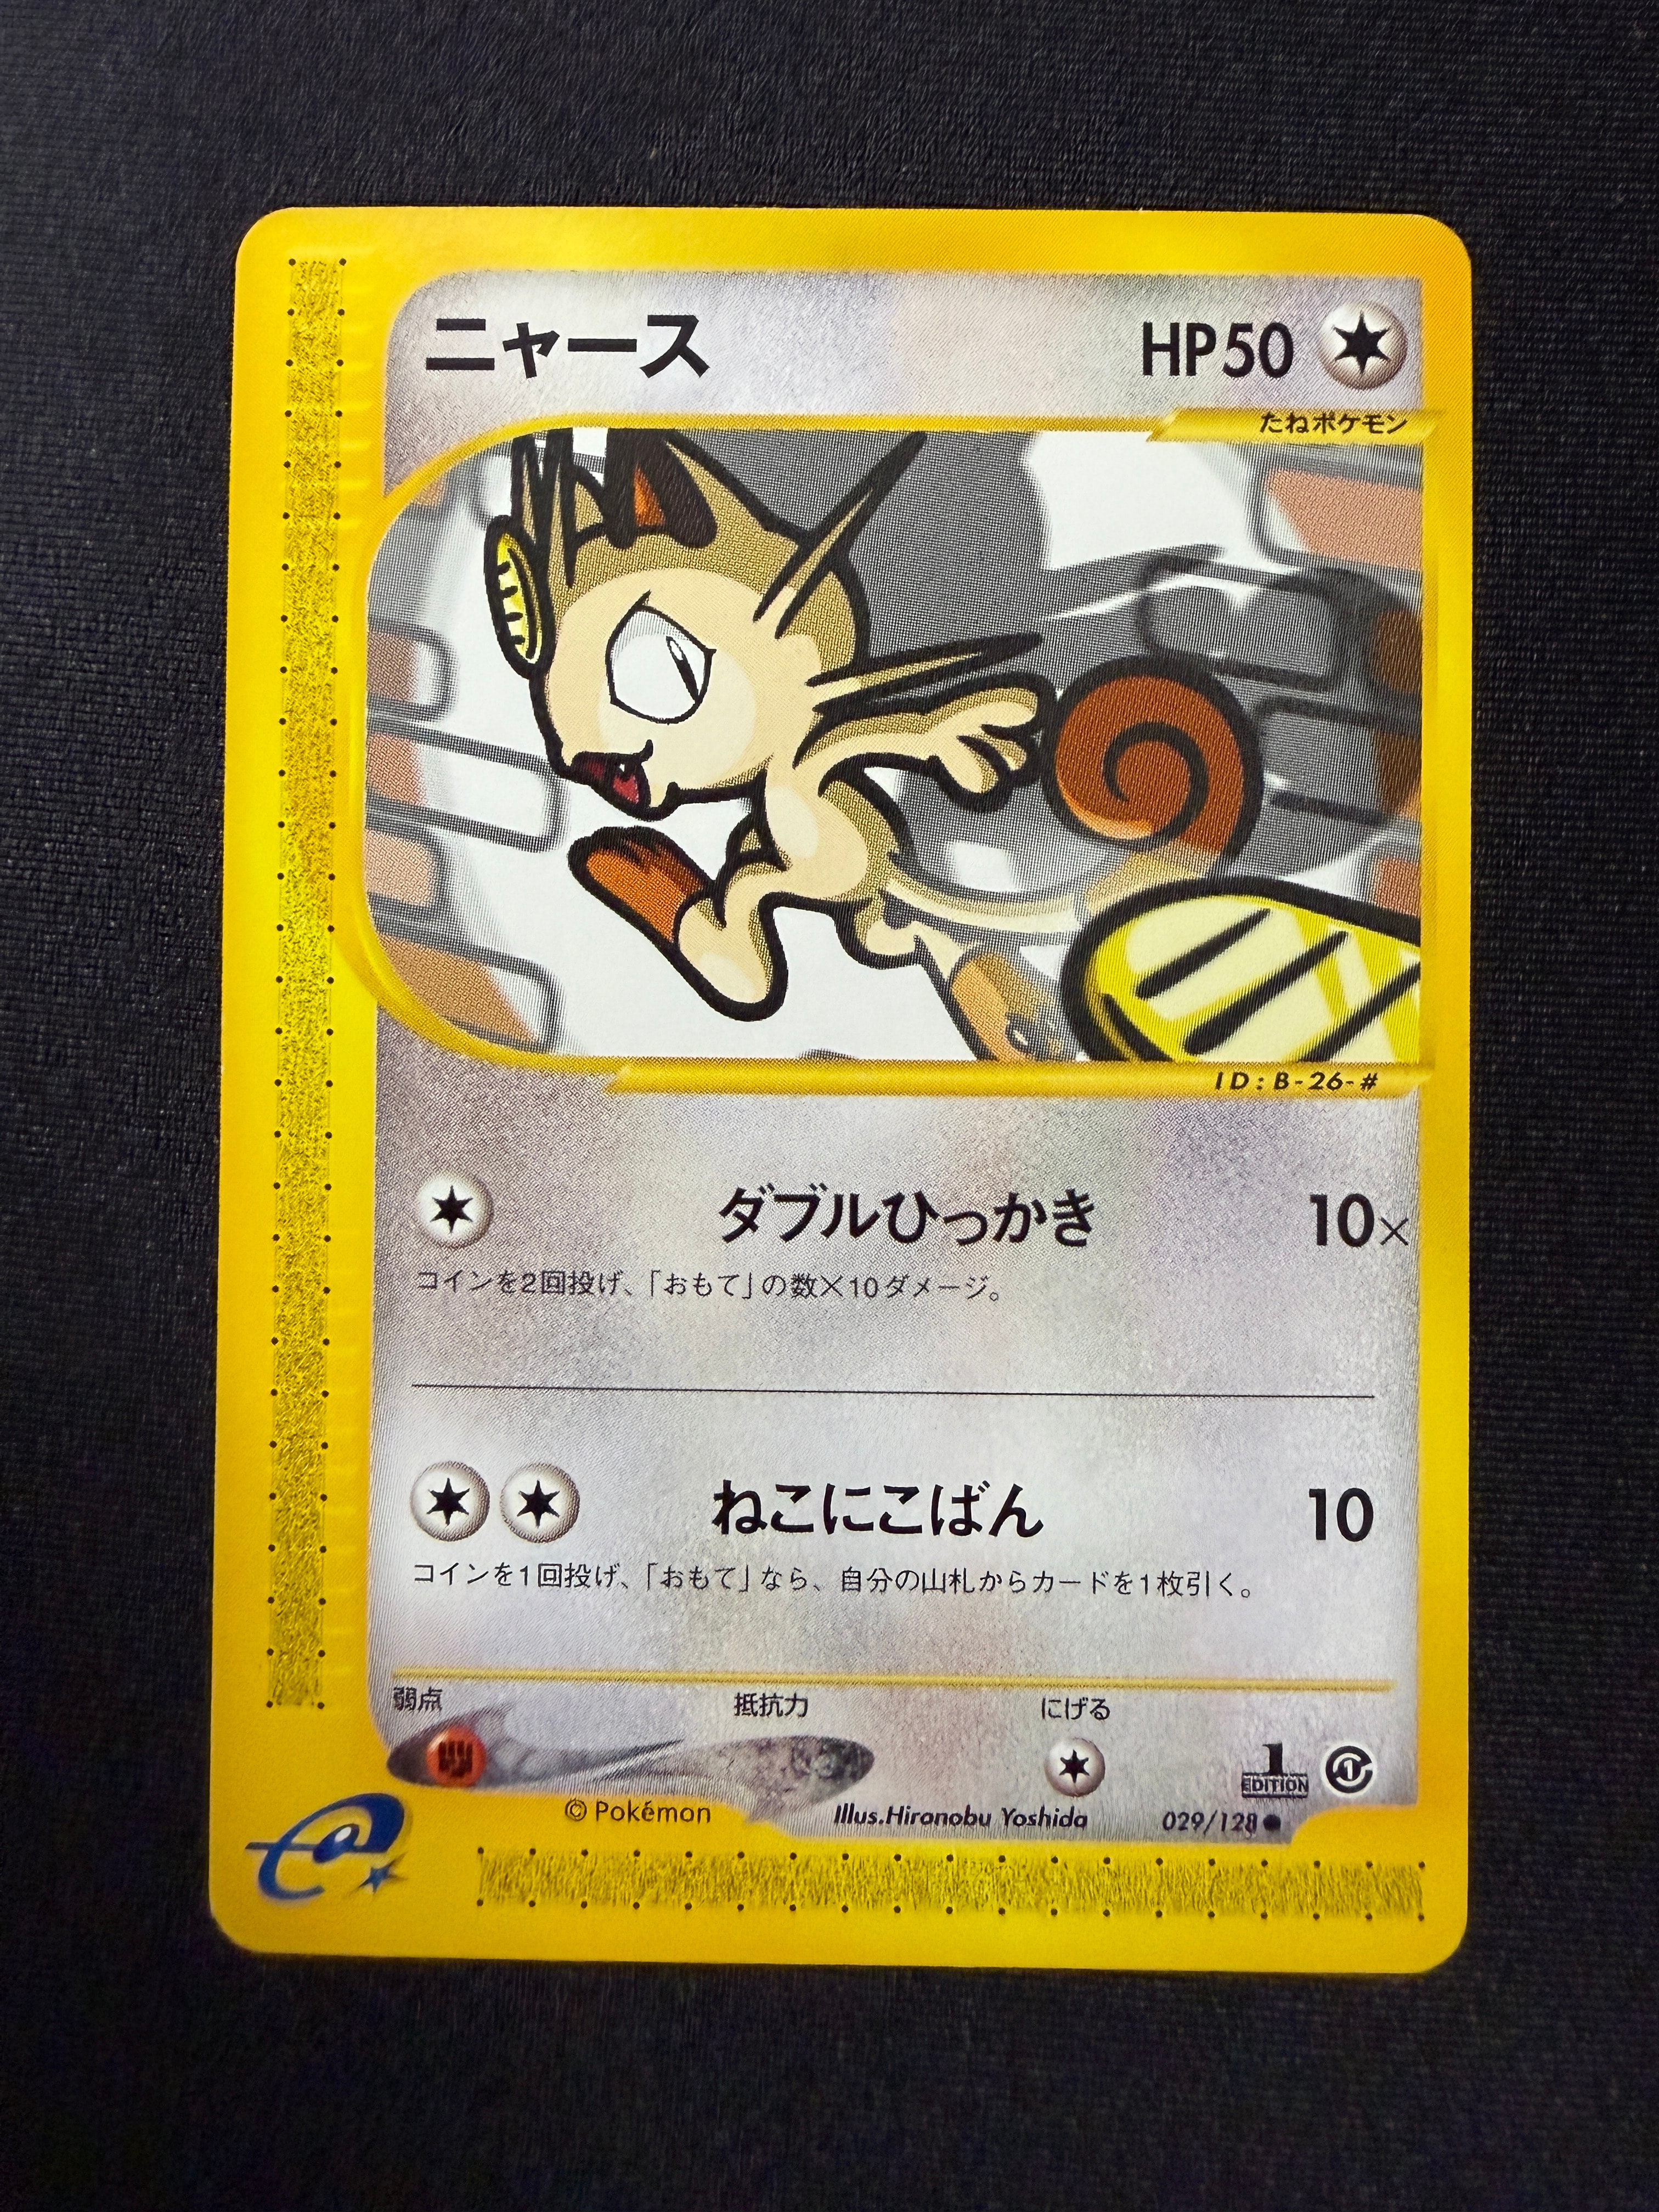 ニャース
HP50
たねポケモン
ID:B-26-#
ダブルひっかき 10×
コインを2回投げ、「おもて」の数×10ダメージ。
ねこにこばん 10
コインを1回投げ、「おもて」なら、自分の山札からカードを1枚引く。
弱点 抵抗力 にげる
1 EDITION
© Pokémon Illus.Hironobu Yoshida 029/128 ●
e